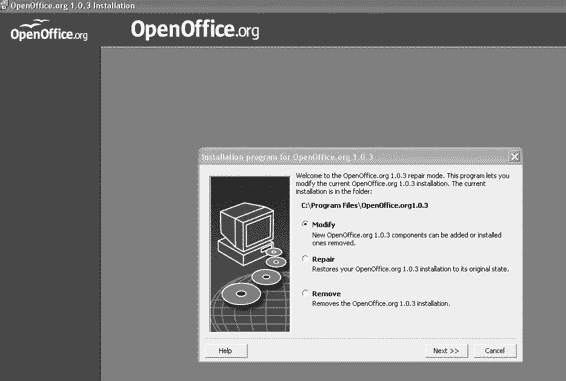 OpenOffice.org 1.0.3 Installation
OpenOffice.org
OpenOffice.org
Installation program for OpenOffice.org 1.0.3
Welcome to the OpenOffice.org 1.0.3 repair mode. This program lets you
modify the current OpenOffice.org 1.0.3 installation. The current
installation is in the folder:
C:\Program Files\OpenOffice.org1.0.3
Modify
New OpenOffice.org 1.0.3 components can be added or installed
ones removed.
Repair
Restores your OpenOffice.org 1.0.3 installation to its original state.
Remove
Removes the OpenOffice.org 1.0.3 installation.
Help
Next >>
Cancel